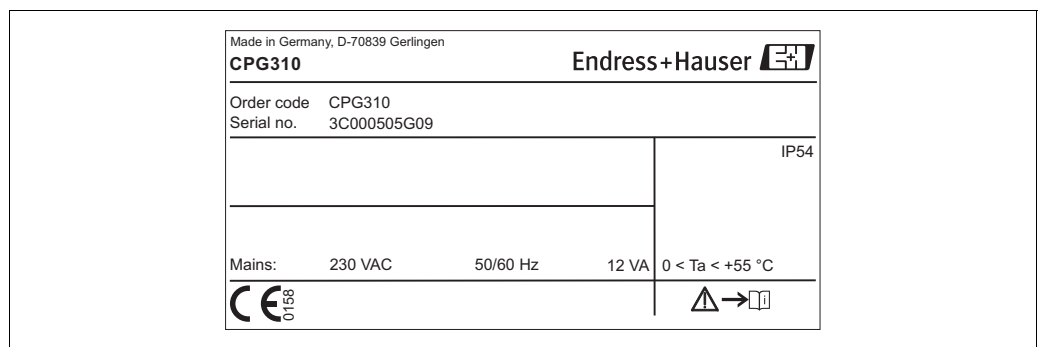 Made in Germany, D-70839 Gerlingen
CPG310
Endress+Hauser
Order code CPG310
Serial no. 3C000505G09
IP54
Mains: 230 VAC 50/60 Hz 12 VA 0 < Ta < +55 °C
CE 0158
i